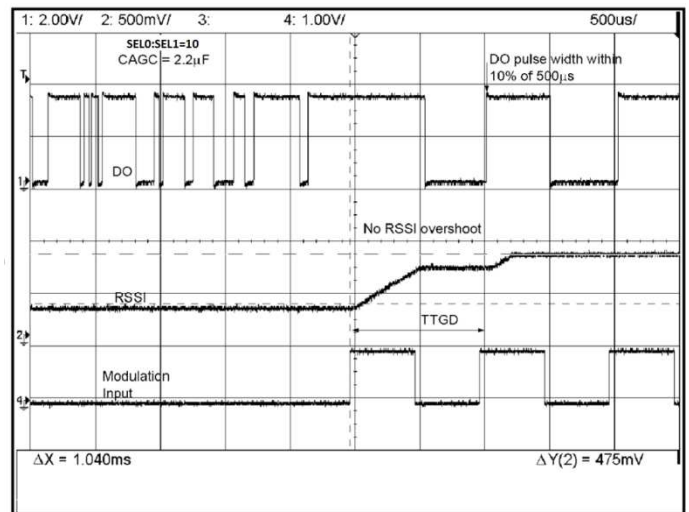 1: 2.00V/ 2: 500mV/ 3: 4: 1.00V/ 500us/
SEL0:SEL1=10
CAGC = 2.2µF
DO pulse width within
10% of 500µs
T
DO
1
No RSSI overshoot
RSSI
TTGD
2
Modulation
Input
4
ΔX = 1.040ms ΔY(2) = 475mV